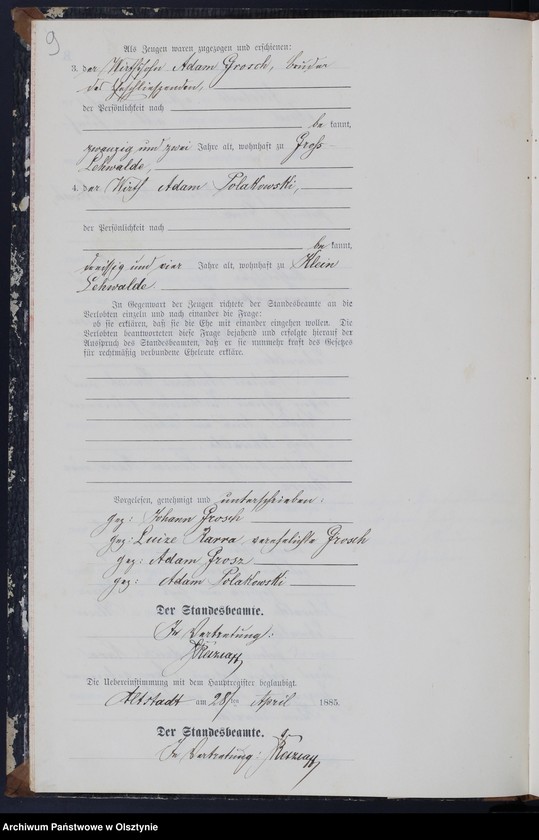 9
Als Zeugen waren zugezogen und erschienen:
3. der Wirthssohn Adam Grosch, bruder
des Eheschliessenden,
der Persönlichkeit nach
be kannt,
zwanzig und zwei Jahre alt, wohnhaft zu Groß
Lehwalde,
4. der Wirth Adam Polakowski,
der Persönlichkeit nach
be kannt,
dreissig und vier Jahre alt, wohnhaft zu Klein
Lehwalde
In Gegenwart der Zeugen richtete der Standesbeamte an die
Verlobten einzeln und nach einander die Frage:
ob sie erklären, daß sie die Ehe mit einander eingehen wollen. Die
Verlobten beantworteten diese Frage bejahend und erfolgte hierauf der
Ausspruch des Standesbeamten, daß er sie nunmehr kraft des Gesetzes
für rechtmäßig verbundene Eheleute erkläre.
Vorgelesen, genehmigt und unterschrieben:
gez: Johann Grosch
gez: Luize Karra, verehelichte Grosch
gez: Adam Grosz
gez: Adam Polakowski
Der Standesbeamte.
In Vertretung:
Die Uebereinstimmung mit dem Hauptregister beglaubigt.
Altstadt am 28ten April 1885.
Der Standesbeamte.
In Vertretung:
Archiwum Państwowe w Olsztynie